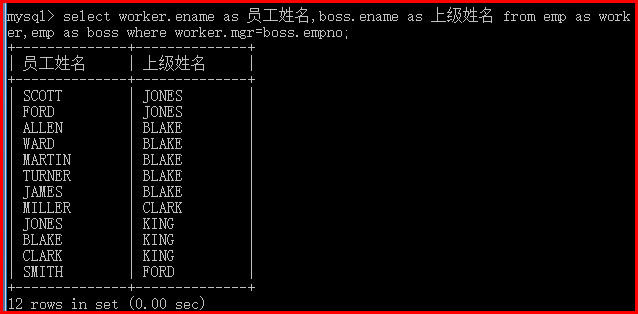 mysql> select worker.ename as 员工姓名,boss.ename as 上级姓名 from emp as work
er,emp as boss where worker.mgr=boss.empno;
+--------------+--------------+
| 员工姓名     | 上级姓名     |
+--------------+--------------+
| SCOTT        | JONES        |
| FORD         | JONES        |
| ALLEN        | BLAKE        |
| WARD         | BLAKE        |
| MARTIN       | BLAKE        |
| TURNER       | BLAKE        |
| JAMES        | BLAKE        |
| MILLER       | CLARK        |
| JONES        | KING         |
| BLAKE        | KING         |
| CLARK        | KING         |
| SMITH        | FORD         |
+--------------+--------------+
12 rows in set (0.00 sec)